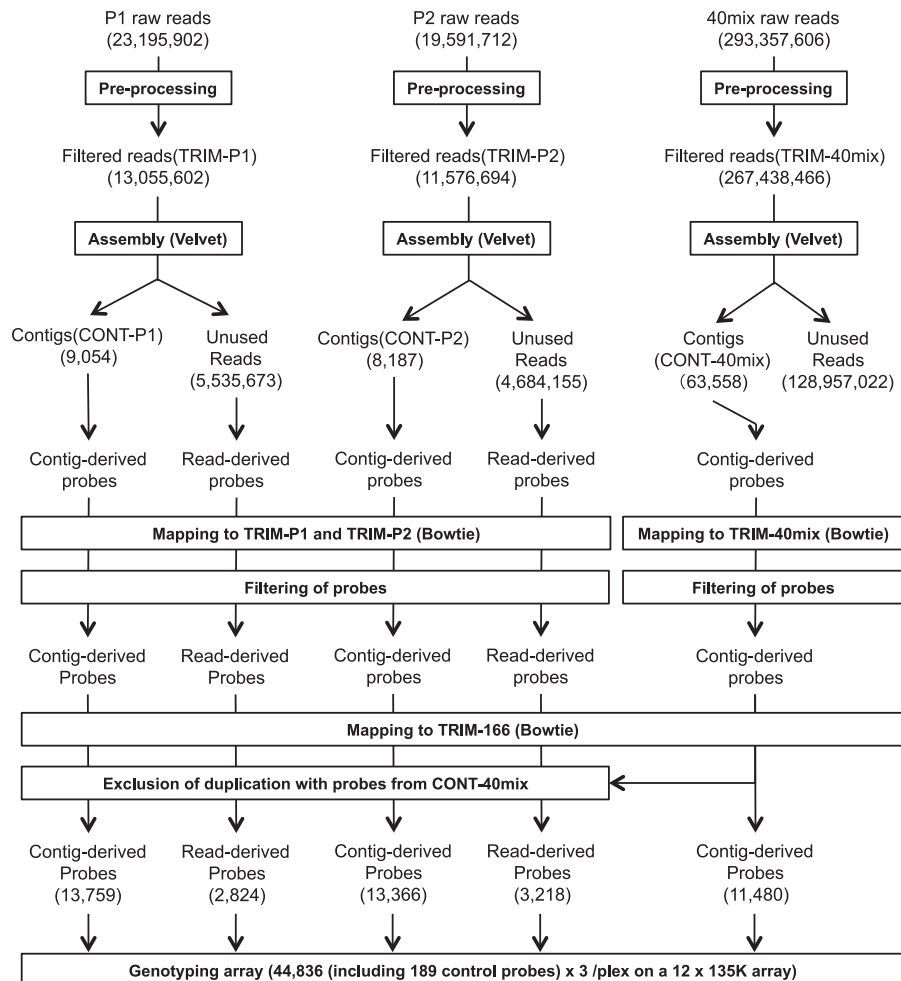 P1 raw reads
(23,195,902)
P2 raw reads
(19,591,712)
40mix raw reads
(293,357,606)
Pre-processing
Pre-processing
Pre-processing
Filtered reads(TRIM-P1)
(13,055,602)
Filtered reads(TRIM-P2)
(11,576,694)
Filtered reads(TRIM-40mix)
(267,438,466)
Assembly (Velvet)
Assembly (Velvet)
Assembly (Velvet)
Contigs(CONT-P1)
(9,054)
Unused
Reads
(5,535,673)
Contigs(CONT-P2)
(8,187)
Unused
Reads
(4,684,155)
Contigs
(CONT-40mix)
(63,558)
Unused
Reads
(128,957,022)
Contig-derived
probes
Read-derived
probes
Contig-derived
probes
Read-derived
probes
Contig-derived
probes
Mapping to TRIM-P1 and TRIM-P2 (Bowtie)
Mapping to TRIM-40mix (Bowtie)
Filtering of probes
Filtering of probes
Contig-derived
Probes
Read-derived
Probes
Contig-derived
probes
Read-derived
probes
Contig-derived
probes
Mapping to TRIM-166 (Bowtie)
Exclusion of duplication with probes from CONT-40mix
Contig-derived
Probes
(13,759)
Read-derived
Probes
(2,824)
Contig-derived
Probes
(13,366)
Read-derived
Probes
(3,218)
Contig-derived
Probes
(11,480)
Genotyping array (44,836 (including 189 control probes) x 3 /plex on a 12 x 135K array)